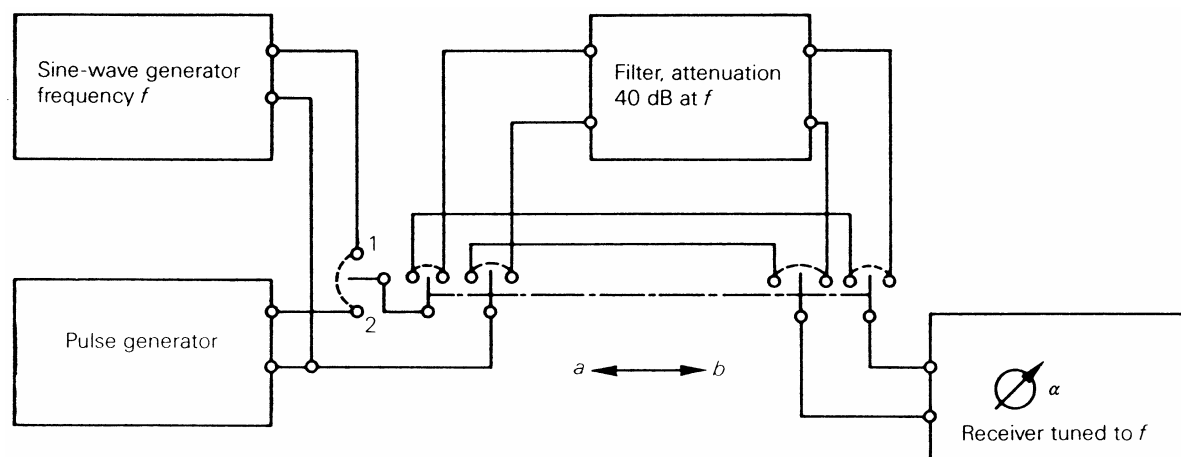 Sine-wave generator
frequency f
Filter, attenuation
40 dB at f
1
2
Pulse generator
a
b
α
Receiver tuned to f